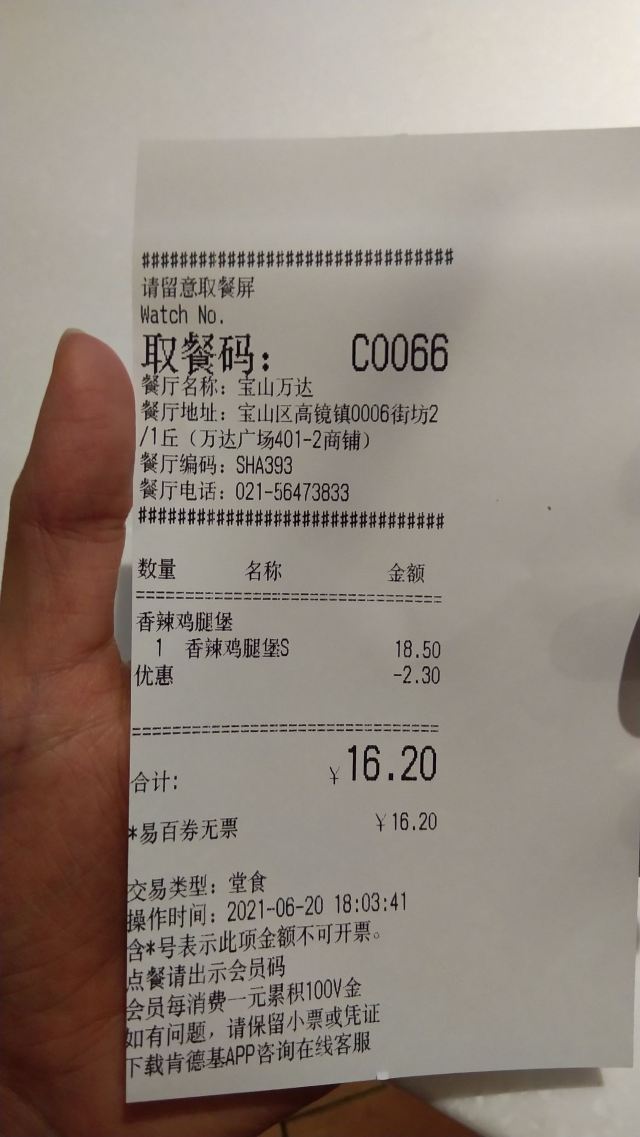 ################################
请留意取餐屏
Watch No.
取餐码： C0066
餐厅名称：宝山万达
餐厅地址：宝山区高镜镇0006街坊2
/1丘（万达广场401-2商铺）
餐厅编码：SHA393
餐厅电话：021-56473833
################################
数量 名称 金额
================================
香辣鸡腿堡
1 香辣鸡腿堡S 18.50
优惠 -2.30
================================
合计: ￥16.20
*易百券无票 ￥16.20
交易类型：堂食
操作时间：2021-06-20 18:03:41
含*号表示此项金额不可开票。
点餐请出示会员码
会员每消费一元累积100V金
如有问题，请保留小票或凭证
下载肯德基APP咨询在线客服